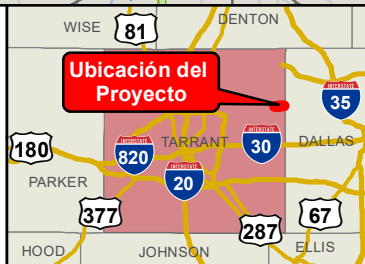 WISE
81
DENTON
Ubicación del
Proyecto
INTERSTATE
35
180
INTERSTATE
820
TARRANT
INTERSTATE
30
DALLAS
PARKER
INTERSTATE
20
377
287
67
HOOD
JOHNSON
ELLIS